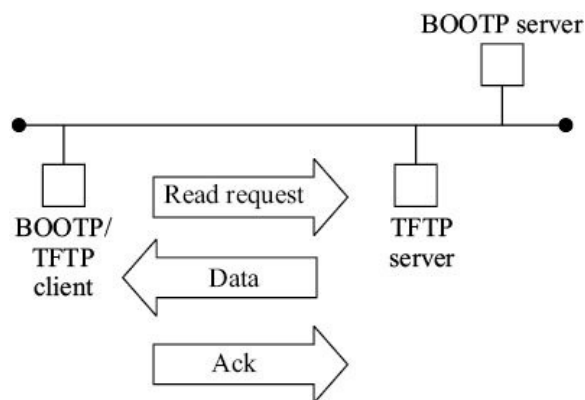 BOOTP server
Read request
BOOTP/
TFTP
client
TFTP
server
Data
Ack